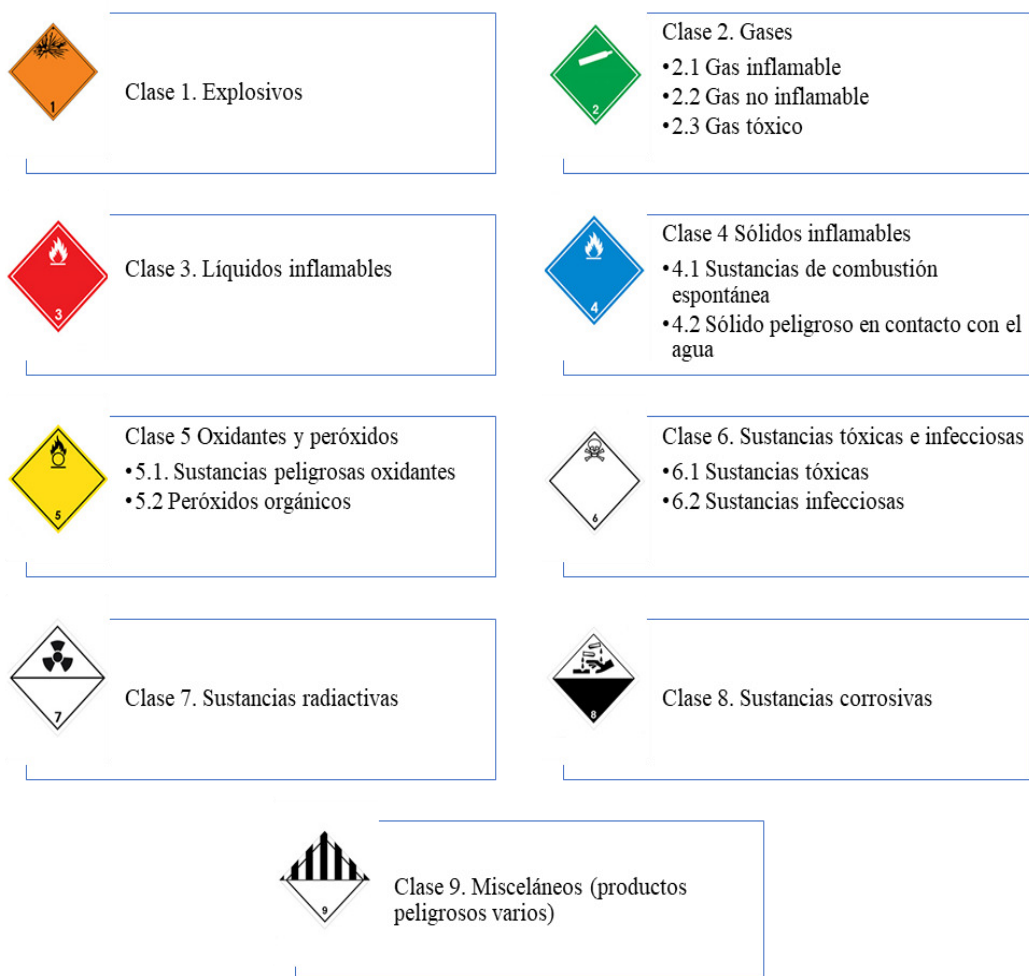 1
Clase 1. Explosivos
2
Clase 2. Gases
•2.1 Gas inflamable
•2.2 Gas no inflamable
•2.3 Gas tóxico
3
Clase 3. Líquidos inflamables
4
Clase 4 Sólidos inflamables
•4.1 Sustancias de combustión
espontánea
•4.2 Sólido peligroso en contacto con el
agua
5
Clase 5 Oxidantes y peróxidos
•5.1. Sustancias peligrosas oxidantes
•5.2 Peróxidos orgánicos
6
Clase 6. Sustancias tóxicas e infecciosas
•6.1 Sustancias tóxicas
•6.2 Sustancias infecciosas
7
Clase 7. Sustancias radiactivas
8
Clase 8. Sustancias corrosivas
9
Clase 9. Misceláneos (productos
peligrosos varios)